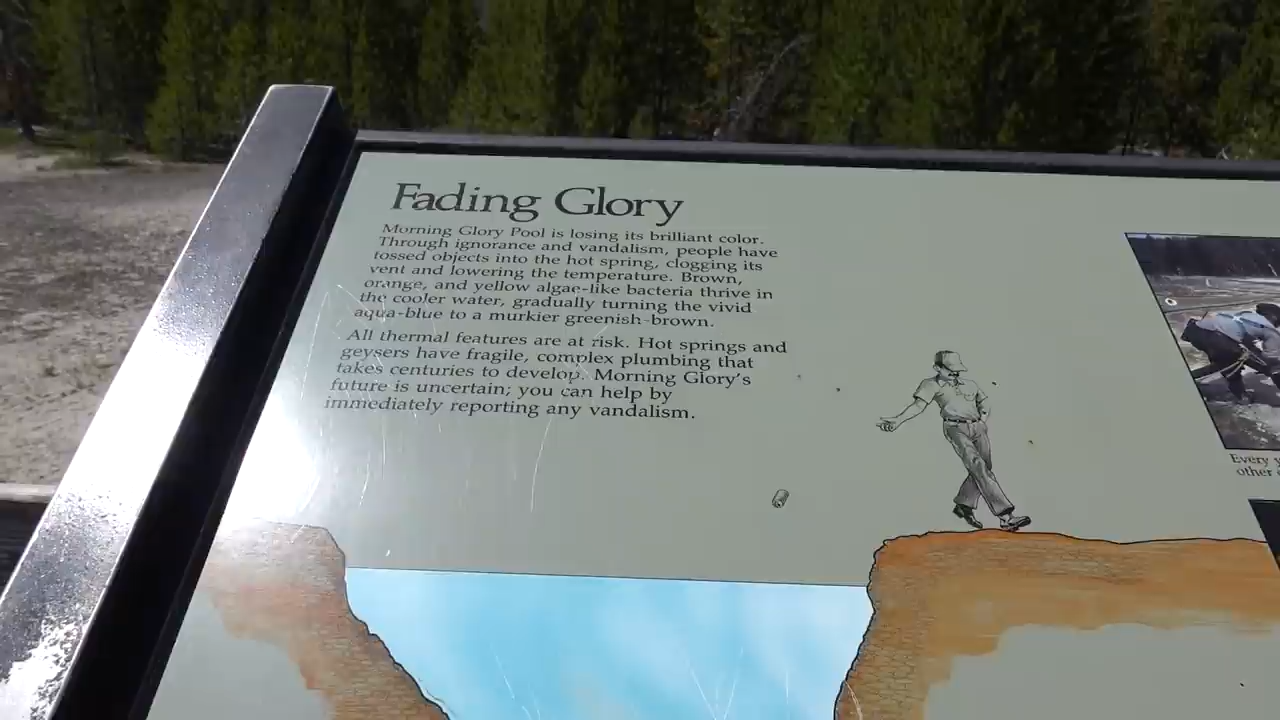 Fading Glory
Morning Glory Pool is losing its brilliant color.
Through ignorance and vandalism, people have
tossed objects into the hot spring, clogging its
vent and lowering the temperature. Brown,
orange, and yellow algae-like bacteria thrive in
the cooler water, gradually turning the vivid
aqua-blue to a murkier greenish-brown.
All thermal features are at risk. Hot springs and
geysers have fragile, complex plumbing that
takes centuries to develop. Morning Glory's
future is uncertain; you can help by
immediately reporting any vandalism.
Every
other